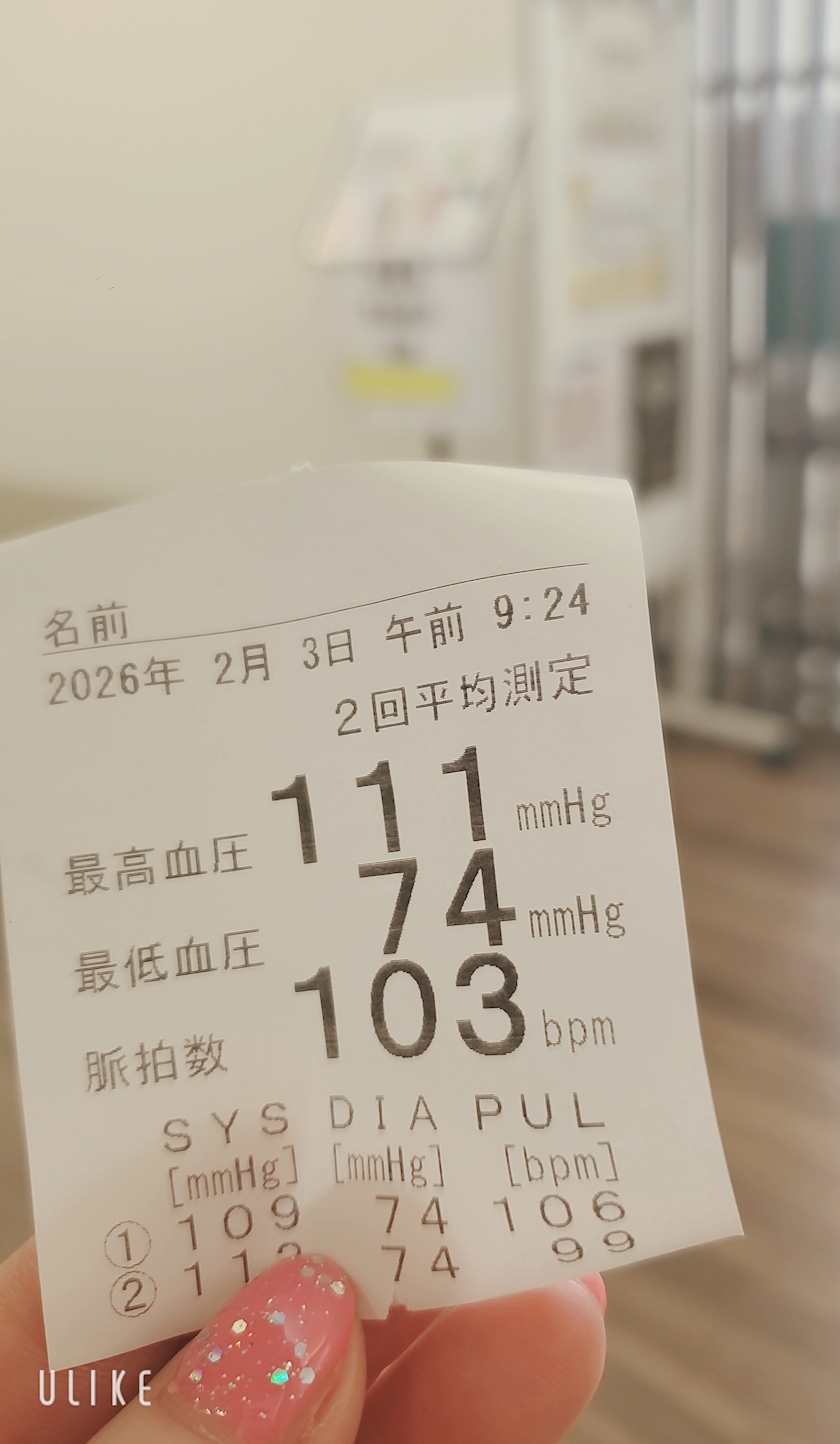 名前
2026年 2月 3日 午前 9:24
2回平均測定
最高血圧 111 mmHg
最低血圧 74 mmHg
脈拍数 103 bpm
SYS DIA PUL
[mmHg] [mmHg] [bpm]
① 109 74 106
② 74 99
ULIKE